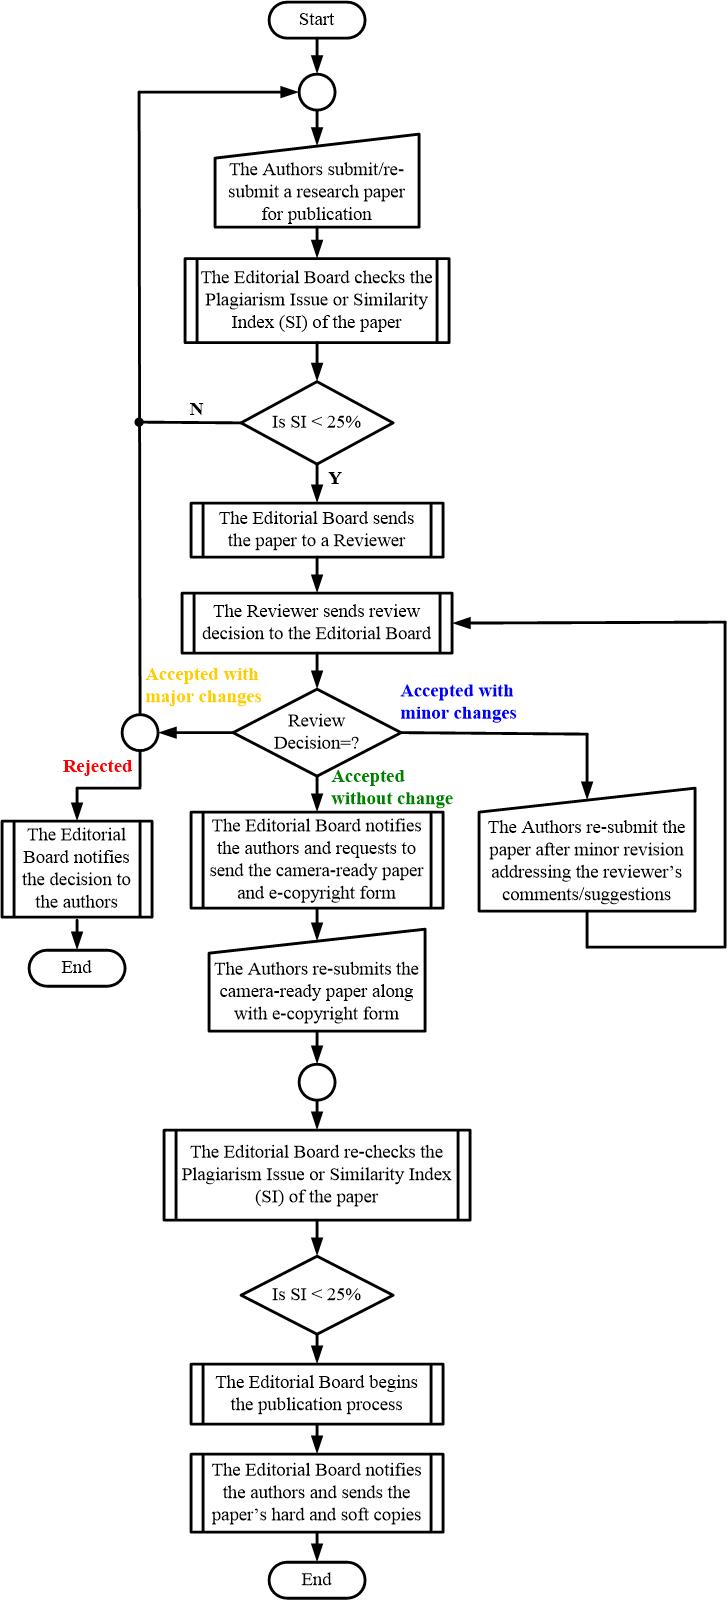 Start
The Authors submit/re-
submit a research paper
for publication
The Editorial Board checks the
Plagiarism Issue or Similarity
Index (SI) of the paper
Is SI < 25%
N
Y
The Editorial Board sends
the paper to a Reviewer
The Reviewer sends review
decision to the Editorial Board
Accepted with
major changes
Accepted with
minor changes
Review
Decision=?
Rejected
Accepted
without change
The Editorial
Board notifies
the decision to
the authors
End
The Editorial Board notifies
the authors and requests to
send the camera-ready paper
and e-copyright form
The Authors re-submit the
paper after minor revision
addressing the reviewer's
comments/suggestions
The Authors re-submits the
camera-ready paper along
with e-copyright form
The Editorial Board re-checks the
Plagiarism Issue or Similarity Index
(SI) of the paper
Is SI < 25%
The Editorial Board begins
the publication process
The Editorial Board notifies
the authors and sends the
paper's hard and soft copies
End